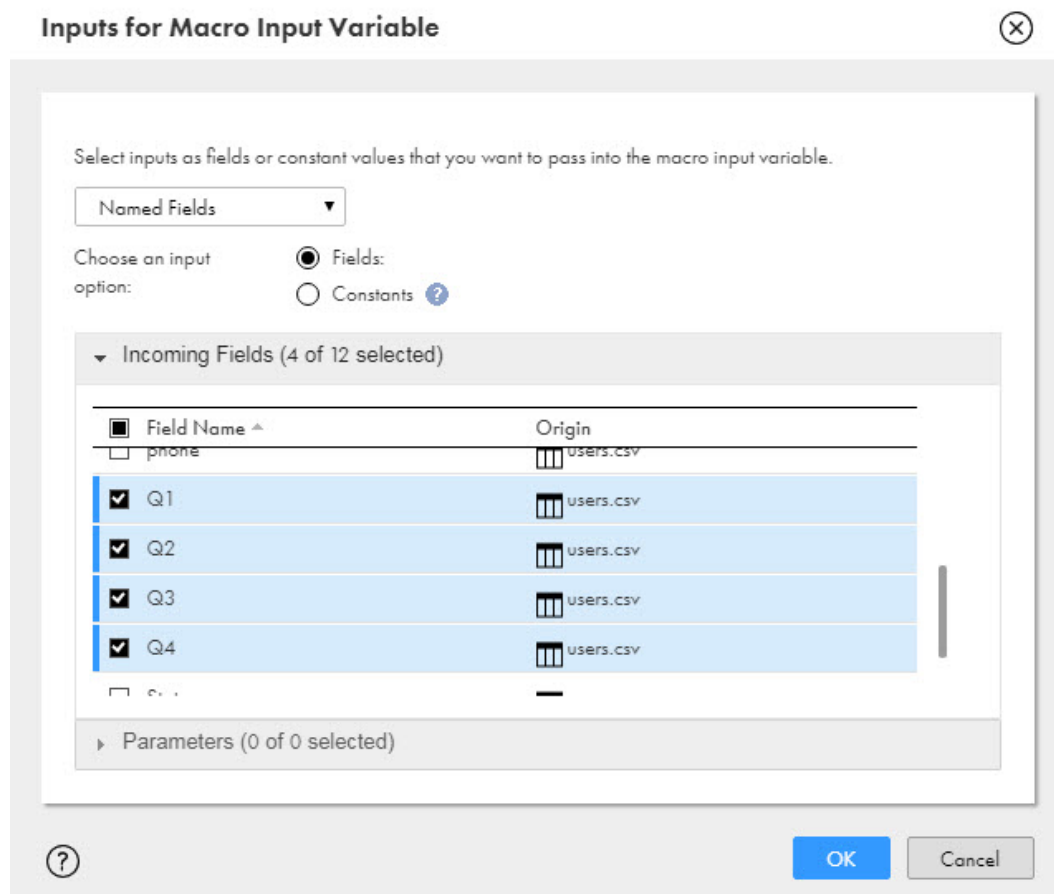 Inputs for Macro Input Variable
Select inputs as fields or constant values that you want to pass into the macro input variable.
Named Fields
Choose an input option:
Fields:
Constants ?
Incoming Fields (4 of 12 selected)
Field Name Origin
phone users.csv
Q1 users.csv
Q2 users.csv
Q3 users.csv
Q4 users.csv
Parameters (0 of 0 selected)
?
OK Cancel